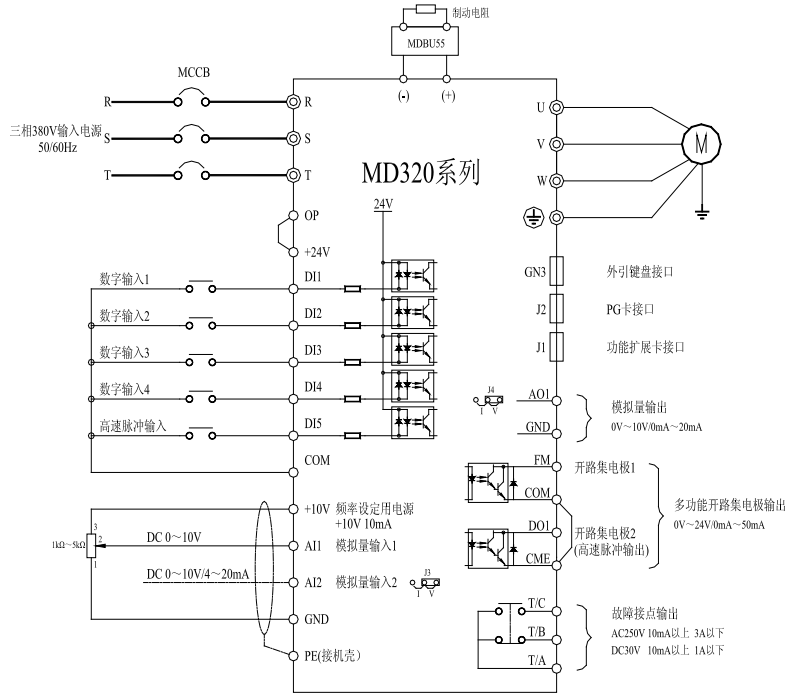 制动电阻
MDBU55
(-)
(+)
MCCB
R
R
三相380V输入电源
50/60Hz
S
S
T
T
MD320系列
U
V
W
M
OP
+24V
24V
数字输入1
DI1
数字输入2
DI2
数字输入3
DI3
数字输入4
DI4
高速脉冲输入
DI5
COM
GN3
外引键盘接口
J2
PG卡接口
J1
功能扩展卡接口
J4
I V
AO1
GND
模拟量输出
0V～10V/0mA～20mA
FM
开路集电极1
COM
DO1
开路集电极2
(高速脉冲输出)
CME
多功能开路集电极输出
0V～24V/0mA～50mA
+10V
频率设定用电源
+10V 10mA
1kΩ～5kΩ
3
2
1
DC 0～10V
AI1
模拟量输入1
DC 0～10V/4～20mA
AI2
模拟量输入2
J3
I V
GND
PE(接机壳)
T/C
T/B
T/A
故障接点输出
AC250V 10mA以上 3A以下
DC30V 10mA以上 1A以下